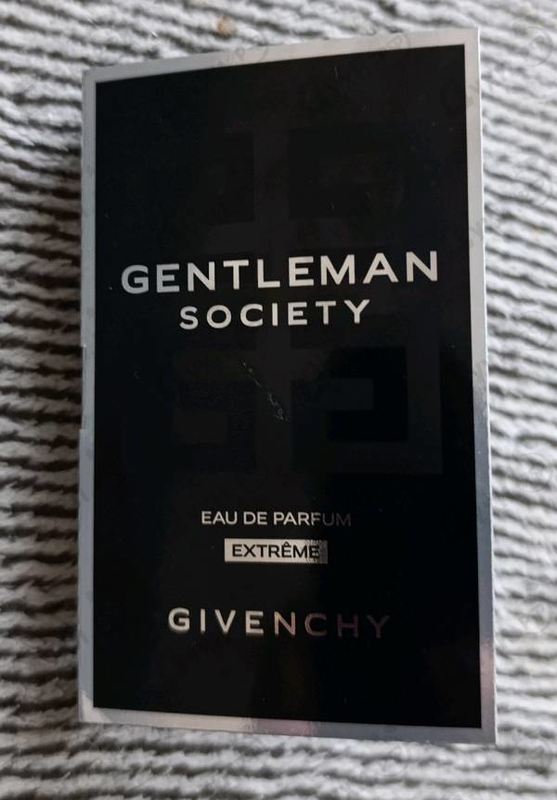 GENTLEMAN
SOCIETY
EAU DE PARFUM
EXTRÊME
GIVENCHY